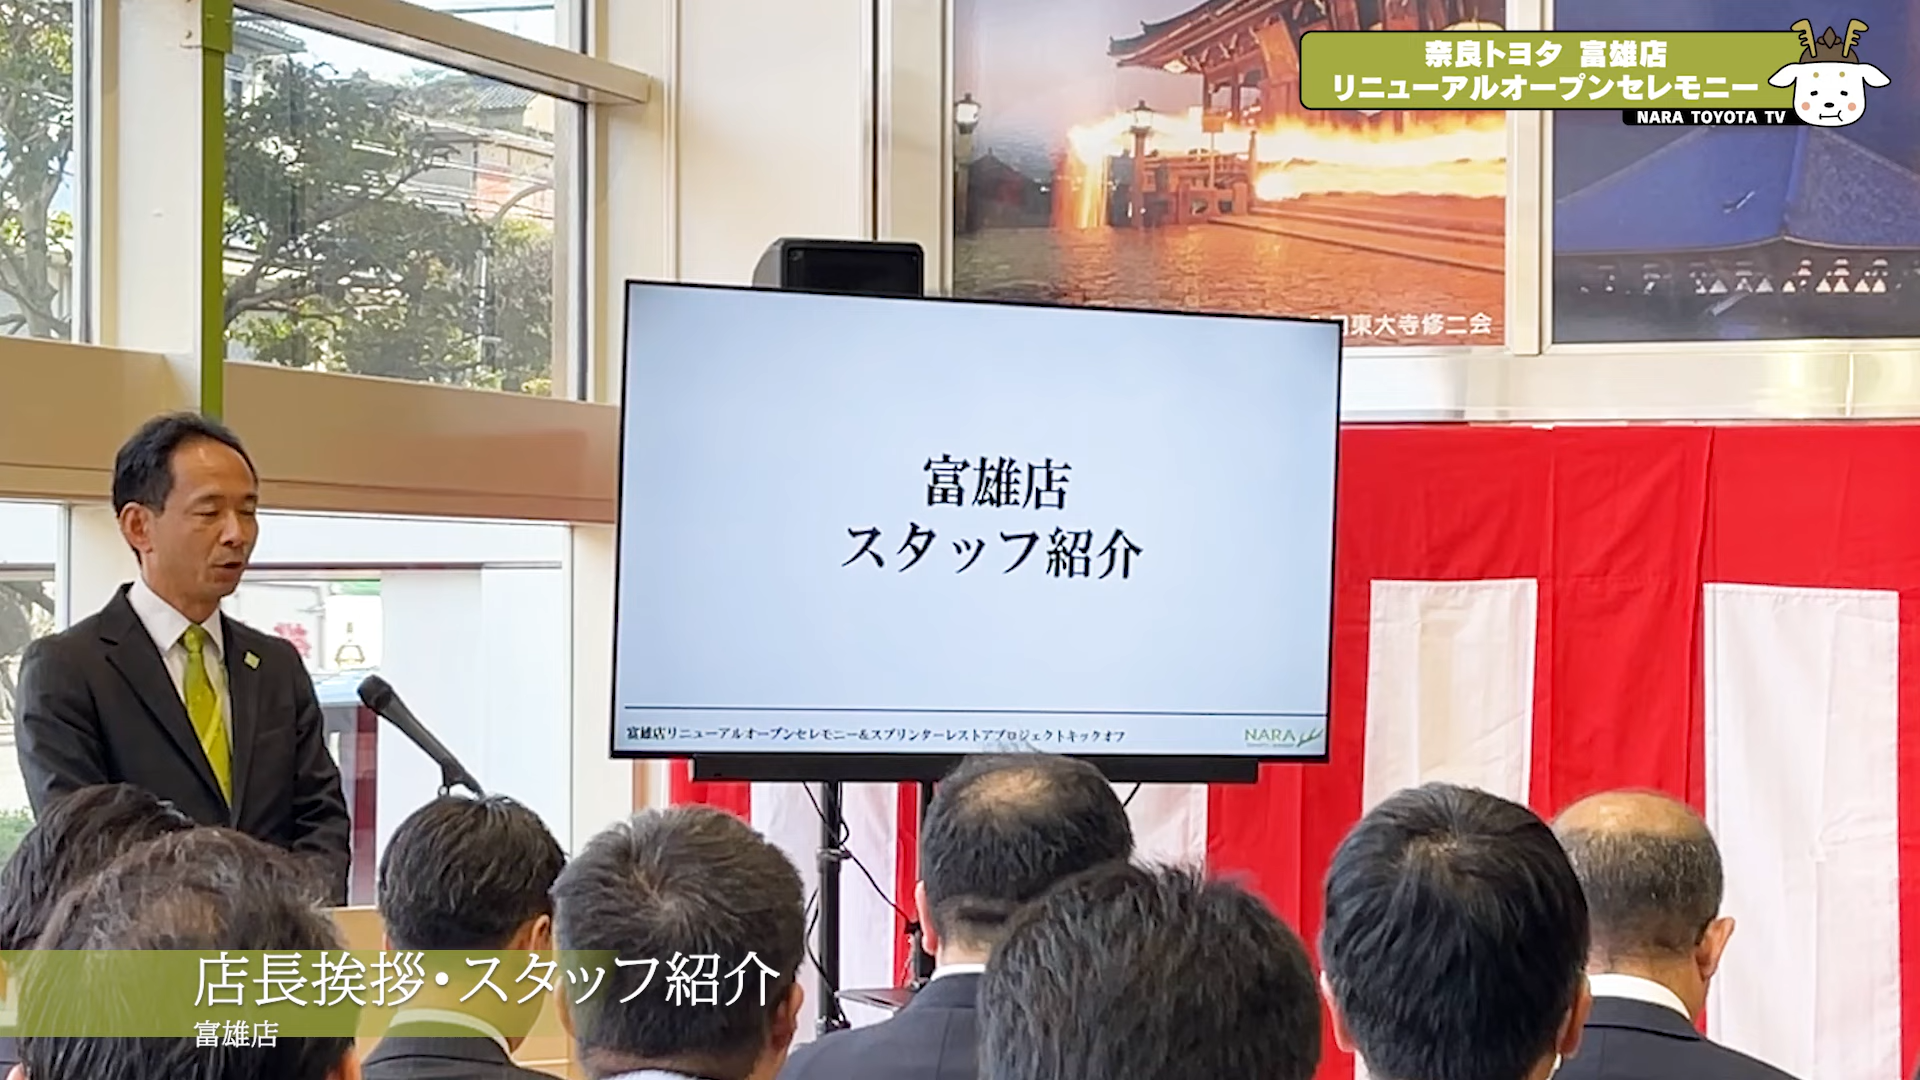 奈良トヨタ 富雄店
リニューアルオープンセレモニー
NARA TOYOTA TV
東大寺修二会
富雄店
スタッフ紹介
富雄店リニューアルオープンセレモニー&スプリンターレストアプロジェクトキックオフ
NARA
店長挨拶・スタッフ紹介
富雄店